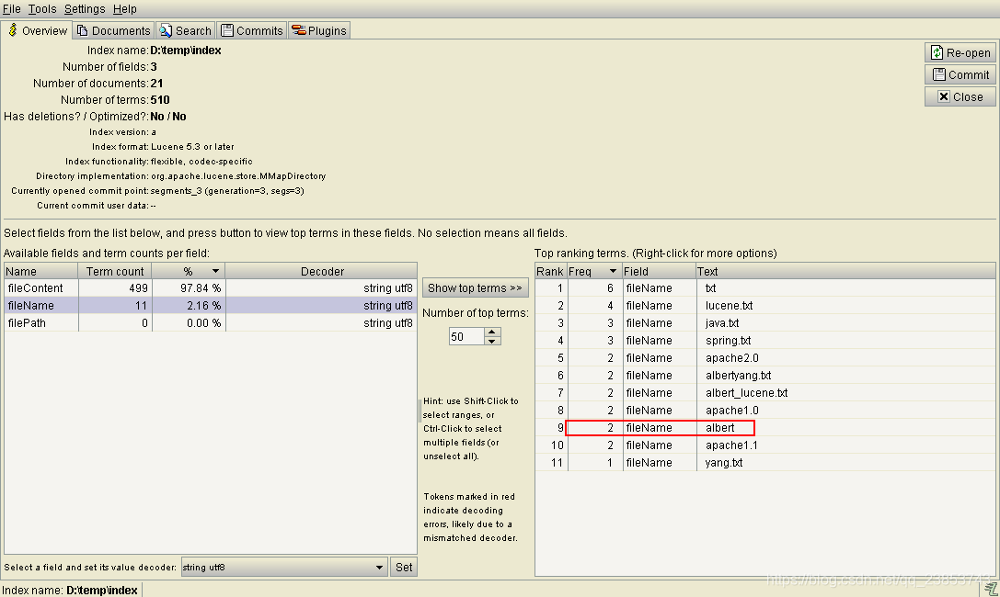 File Tools Settings Help
Overview Documents Search Commits Plugins
Index name: D:\temp\index
Number of fields: 3
Number of documents: 21
Number of terms: 510
Has deletions? / Optimized?: No / No
Index version: a
Index format: Lucene 5.3 or later
Index functionality: flexible, codec-specific
Directory implementation: org.apache.lucene.store.MMapDirectory
Currently opened commit point: segments_3 (generation=3, segs=3)
Current commit user data: --
Re-open
Commit
Close
Select fields from the list below, and press button to view top terms in these fields. No selection means all fields.
Available fields and term counts per field:
Name Term count % Decoder
fileContent 499 97.84 % string utf8
fileName 11 2.16 % string utf8
filePath 0 0.00 % string utf8
Show top terms >>
Number of top terms:
50
Hint: use Shift-Click to
select ranges, or
Ctrl-Click to select
multiple fields (or
unselect all).
Tokens marked in red
indicate decoding
errors, likely due to a
mismatched decoder.
Top ranking terms. (Right-click for more options)
Rank Freq Field Text
1 6 fileName txt
2 4 fileName lucene.txt
3 3 fileName java.txt
4 3 fileName spring.txt
5 2 fileName apache2.0
6 2 fileName albertyang.txt
7 2 fileName albert_lucene.txt
8 2 fileName apache1.0
9 2 fileName albert
10 2 fileName apache1.1
11 1 fileName yang.txt
Select a field and set its value decoder: string utf8 Set
Index name: D:\temp\index